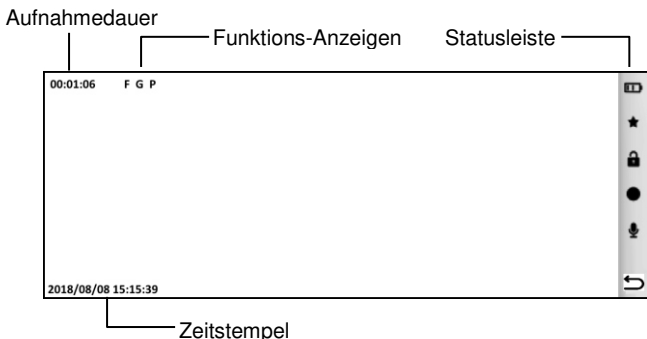 Aufnahmedauer
Funktions-Anzeigen Statusleiste
00:01:06 F G P
2018/08/08 15:15:39
Zeitstempel